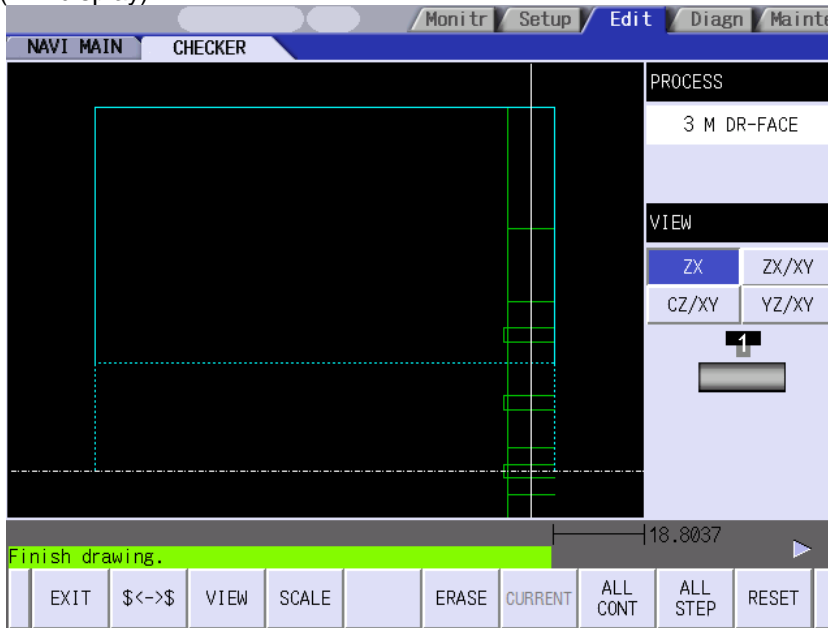 Monitr Setup Edit Diagn Mainte
NAVI MAIN CHECKER
PROCESS
3 M DR-FACE
VIEW
ZX ZX/XY
CZ/XY YZ/XY
1
18.8037
Finish drawing.
EXIT $<->$ VIEW SCALE ERASE CURRENT ALL CONT ALL STEP RESET